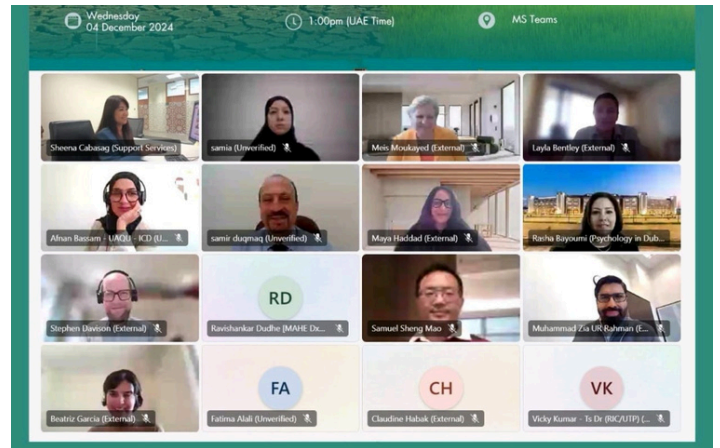 Wednesday
04 December 2024
1:00pm (UAE Time)
MS Teams
Sheena Cabasag (Support Services)
samia (Unverified)
Meis Moukayed (External)
Layla Bentley (External)
Afnan Bassam - UAQU - ICD (U...
samir duqmaq (Unverified)
Maya Haddad (External)
Rasha Bayoumi (Psychology in Dub...
Stephen Davison (External)
RD
Ravishankar Dudhe [MAHE Dx...
Samuel Sheng Mao
Muhammad Zia UR Rahman (E...
Beatriz Garcia (External)
FA
Fatima Alali (Unverified)
CH
Claudine Habak (External)
VK
Vicky Kumar - Ts Dr (RIC/UTP) (...